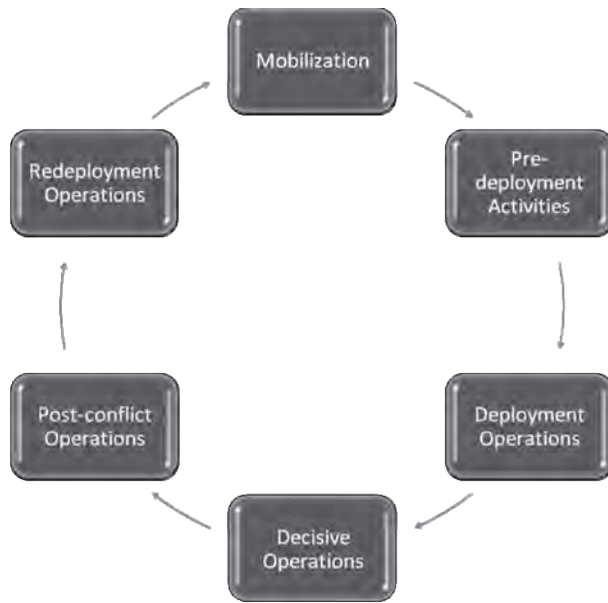 Mobilization
Pre-
deployment
Activities
Deployment
Operations
Decisive
Operations
Post-conflict
Operations
Redeployment
Operations